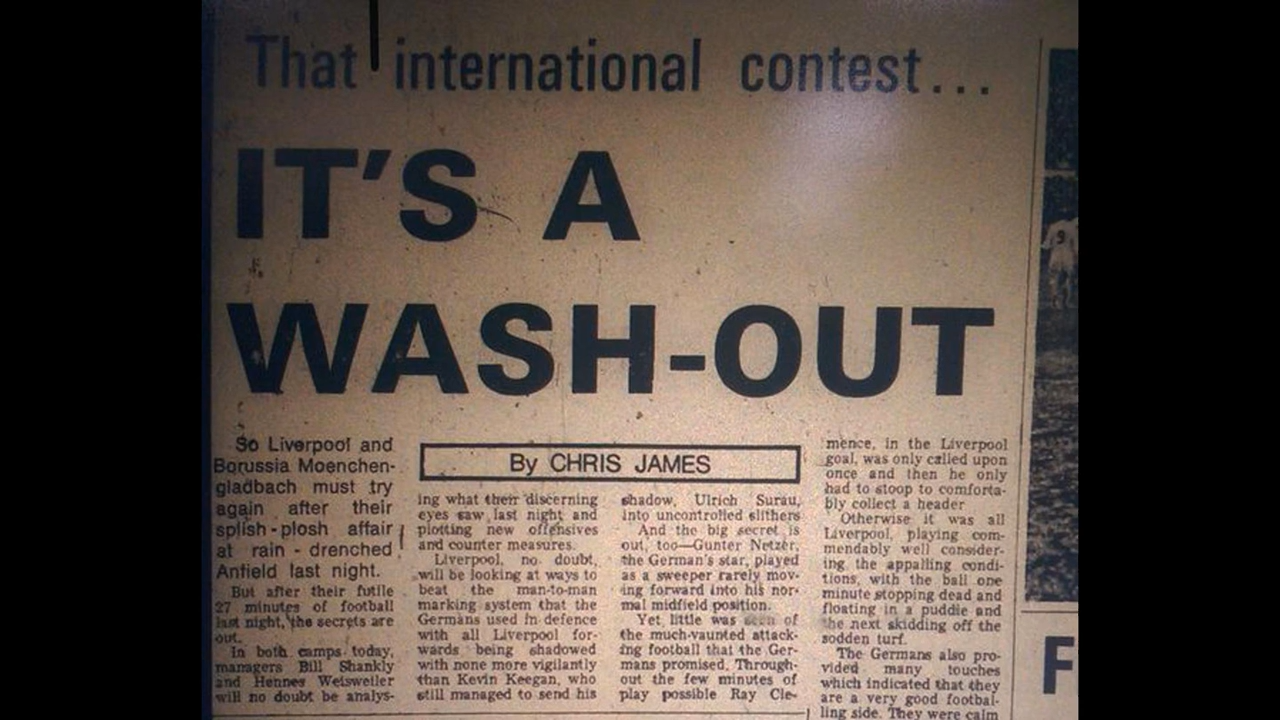 That international contest...
IT'S A
WASH-OUT
So Liverpool and
Borussia Moenchen-
gladbach must try
again after their
splish-plosh affair
at rain-drenched
Anfield last night.
But after their futile
27 minutes of football
last night, the secrets are
out.
In both camps today,
managers Bill Shankly
and Hennes Weisweiler
will no doubt be analys-
By CHRIS JAMES
ing what their discerning
eyes saw last night and
plotting new offensives
and counter measures.
Liverpool, no doubt,
will be looking at ways to
beat the man-to-man
marking system that the
Germans used in defence
with all Liverpool for-
wards being shadowed
with none more vigilantly
than Kevin Keegan, who
still managed to send his
shadow, Ulrich Surau,
into uncontrolled slithers
And the big secret is
out, too—Gunter Netzer,
the German's star, played
as a sweeper rarely mov-
ing forward into his nor-
mal midfield position.
Yet little was seen of
the much-vaunted attack-
ing football that the Ger-
mans promised. Through-
out the few minutes of
play possible Ray Cle-
mence, in the Liverpool
goal, was only called upon
once and then he only
had to stoop to comforta-
bly collect a header
Otherwise it was all
Liverpool, playing com-
mendably well consider-
ing the appalling condi-
tions, with the ball one
minute stopping dead and
floating in a puddle and
the next skidding off the
sodden turf.
The Germans also pro-
vided many touches
which indicated that they
are a very good footbal-
ling side. They were calm
9
F